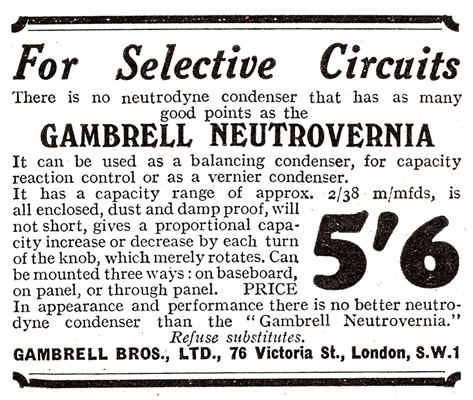 For Selective Circuits
There is no neutrodyne condenser that has as many
good points as the
GAMBRELL NEUTROVERNIA
It can be used as a balancing condenser, for capacity
reaction control or as a vernier condenser.
It has a capacity range of approx. 2/38 m/mfds, is
all enclosed, dust and damp proof, will
not short, gives a proportional capa-
city increase or decrease by each turn
of the knob, which merely rotates. Can
be mounted three ways : on baseboard,
on panel, or through panel. PRICE
5'6
In appearance and performance there is no better neutro-
dyne condenser than the "Gambrell Neutrovernia."
Refuse substitutes.
GAMBRELL BROS., LTD., 76 Victoria St., London, S.W.1